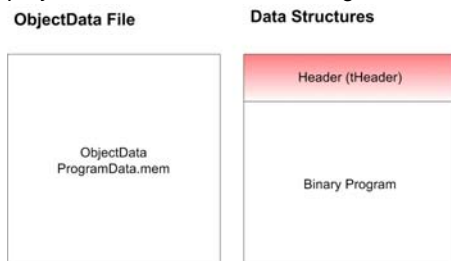 ObjectData File
Data Structures
Header (tHeader)
ObjectData
ProgramData.mem
Binary Program